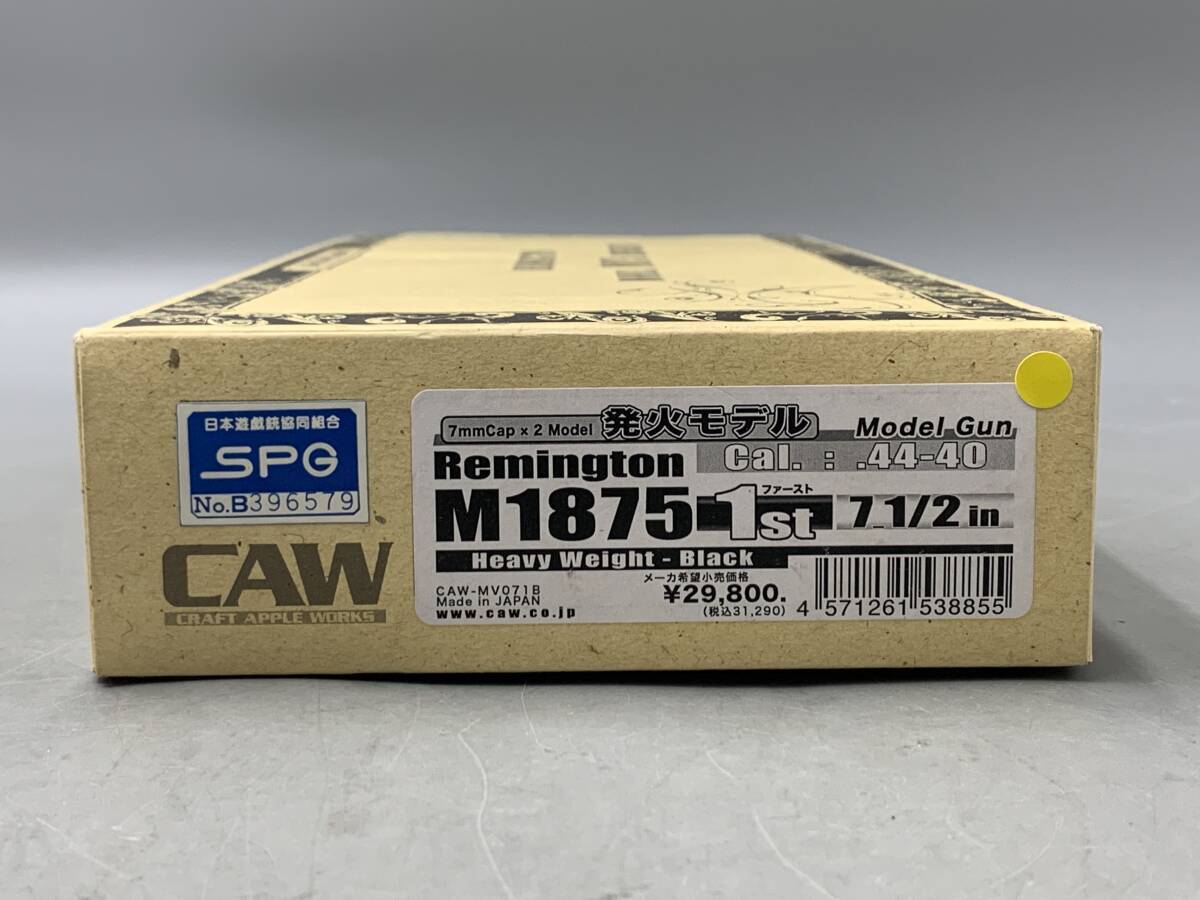 日本遊戯銃協同組合
SPG
No.B396579
CAW
CRAFT APPLE WORKS
7mmCap × 2 Model 発火モデル Model Gun
Remington Cal. : .44-40
ファースト
M1875 1st 7_1/2 in
Heavy Weight - Black
CAW-MV071B
Made in JAPAN
www.caw.co.jp
メーカ希望小売価格
¥29,800.
(税込31,290)
4 571261 538855